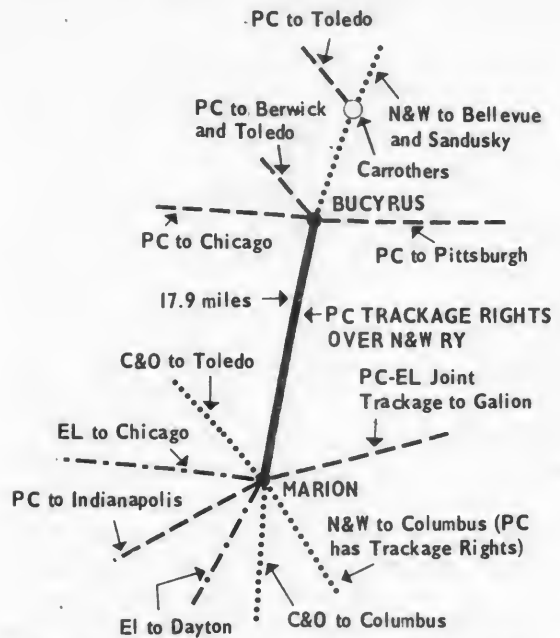 PC to Toledo
PC to Berwick
and Toledo
N&W to Bellevue
and Sandusky
Carrothers
BUCYRUS
PC to Chicago
PC to Pittsburgh
17.9 miles
PC TRACKAGE RIGHTS
OVER N&W RY
C&O to Toledo
PC-EL Joint
Trackage to Galion
EL to Chicago
MARION
PC to Indianapolis
N&W to Columbus (PC
has Trackage Rights)
El to Dayton
C&O to Columbus